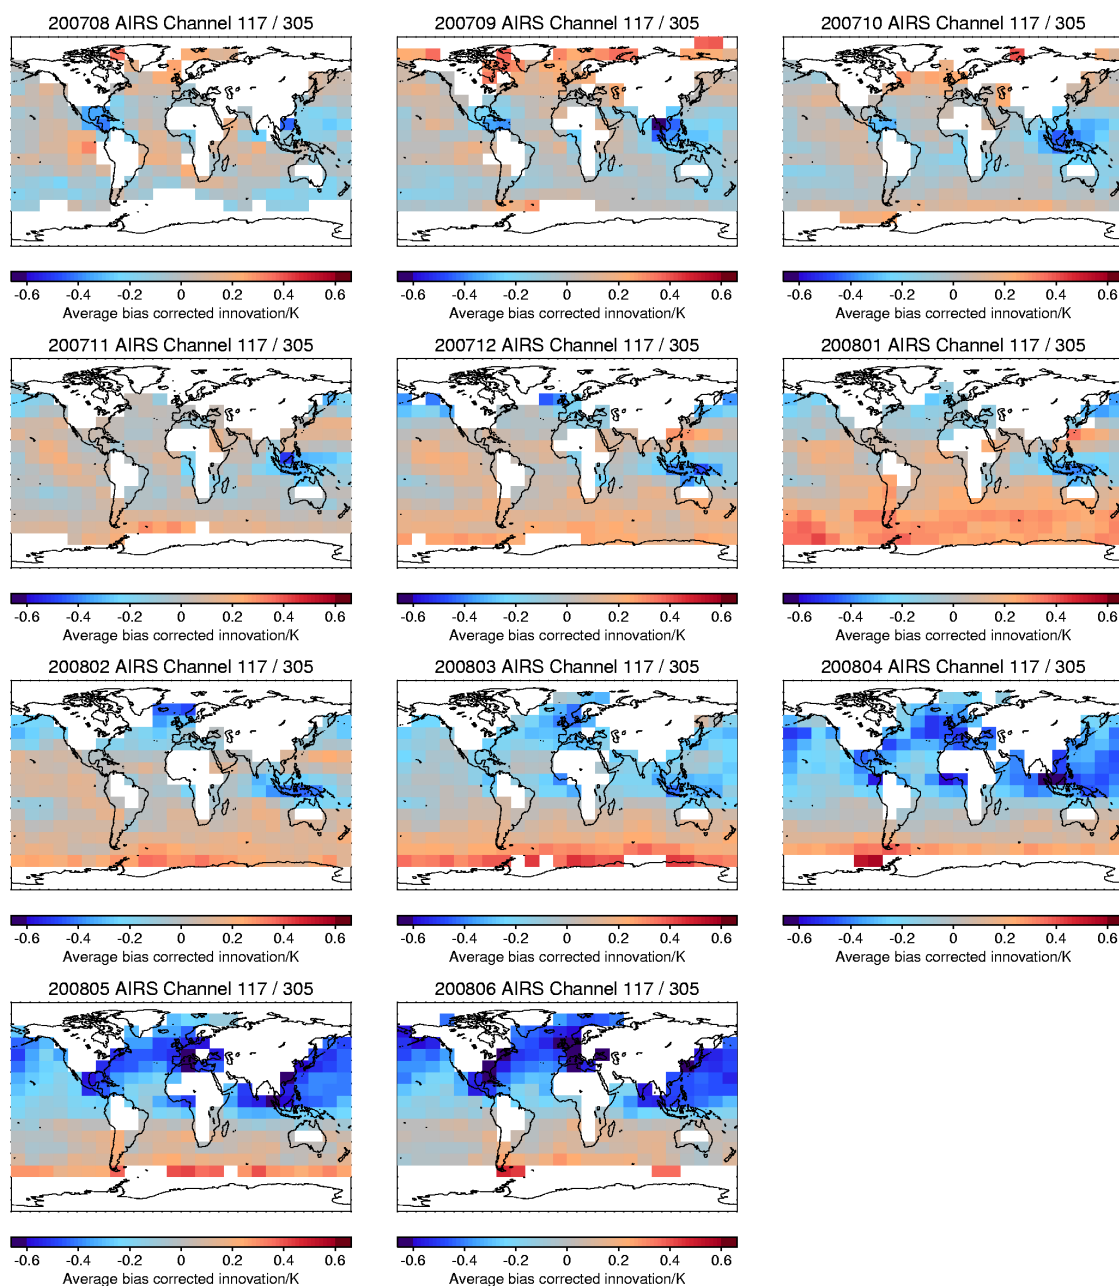 200708 AIRS Channel 117 / 305
200709 AIRS Channel 117 / 305
200710 AIRS Channel 117 / 305
-0.6 -0.4 -0.2 0 0.2 0.4 0.6
-0.6 -0.4 -0.2 0 0.2 0.4 0.6
-0.6 -0.4 -0.2 0 0.2 0.4 0.6
Average bias corrected innovation/K
Average bias corrected innovation/K
Average bias corrected innovation/K
200711 AIRS Channel 117 / 305
200712 AIRS Channel 117 / 305
200801 AIRS Channel 117 / 305
-0.6 -0.4 -0.2 0 0.2 0.4 0.6
-0.6 -0.4 -0.2 0 0.2 0.4 0.6
-0.6 -0.4 -0.2 0 0.2 0.4 0.6
Average bias corrected innovation/K
Average bias corrected innovation/K
Average bias corrected innovation/K
200802 AIRS Channel 117 / 305
200803 AIRS Channel 117 / 305
200804 AIRS Channel 117 / 305
-0.6 -0.4 -0.2 0 0.2 0.4 0.6
-0.6 -0.4 -0.2 0 0.2 0.4 0.6
-0.6 -0.4 -0.2 0 0.2 0.4 0.6
Average bias corrected innovation/K
Average bias corrected innovation/K
Average bias corrected innovation/K
200805 AIRS Channel 117 / 305
200806 AIRS Channel 117 / 305
-0.6 -0.4 -0.2 0 0.2 0.4 0.6
-0.6 -0.4 -0.2 0 0.2 0.4 0.6
Average bias corrected innovation/K
Average bias corrected innovation/K